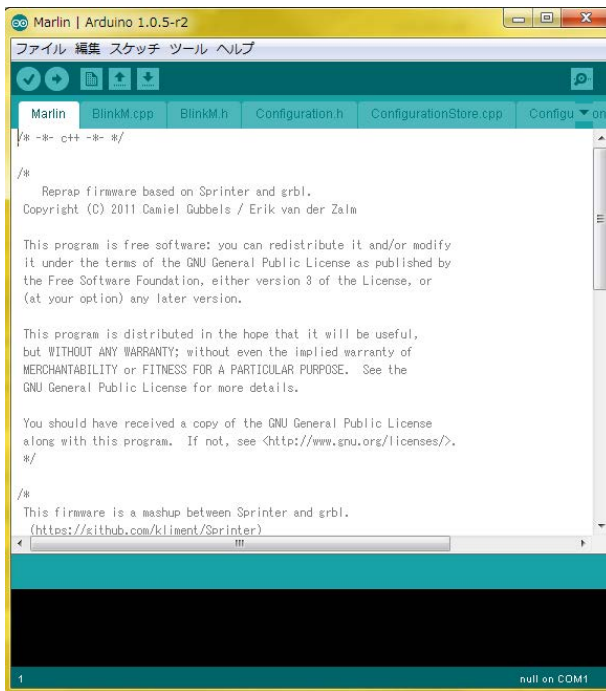 Marlin | Arduino 1.0.5-r2
ファイル 編集 スケッチ ツール ヘルプ
Marlin BlinkM.cpp BlinkM.h Configuration.h ConfigurationStore.cpp Configu on
/* -*- c++ -*- */
/*
Reprap firmware based on Sprinter and grbl.
Copyright (C) 2011 Camiel Gubbels / Erik van der Zalm
This program is free software: you can redistribute it and/or modify
it under the terms of the GNU General Public License as published by
the Free Software Foundation, either version 3 of the License, or
(at your option) any later version.
This program is distributed in the hope that it will be useful,
but WITHOUT ANY WARRANTY; without even the implied warranty of
MERCHANTABILITY or FITNESS FOR A PARTICULAR PURPOSE.  See the
GNU General Public License for more details.
You should have received a copy of the GNU General Public License
along with this program.  If not, see <http://www.gnu.org/licenses/>.
*/
/*
This firmware is a mashup between Sprinter and grbl.
(https://github.com/kliment/Sprinter)
1
null on COM1